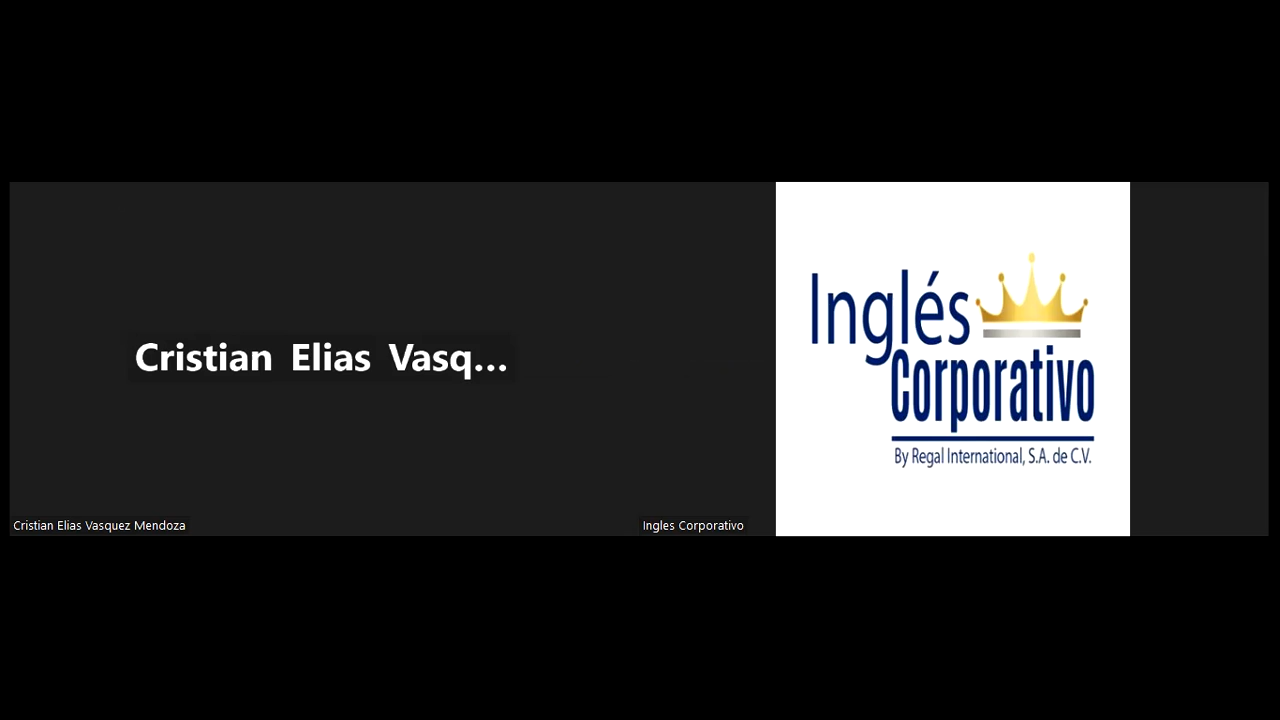 Cristian Elias Vasq...
Cristian Elias Vasquez Mendoza
Inglés
Corporativo
By Regal International, S.A. de C.V.
Ingles Corporativo